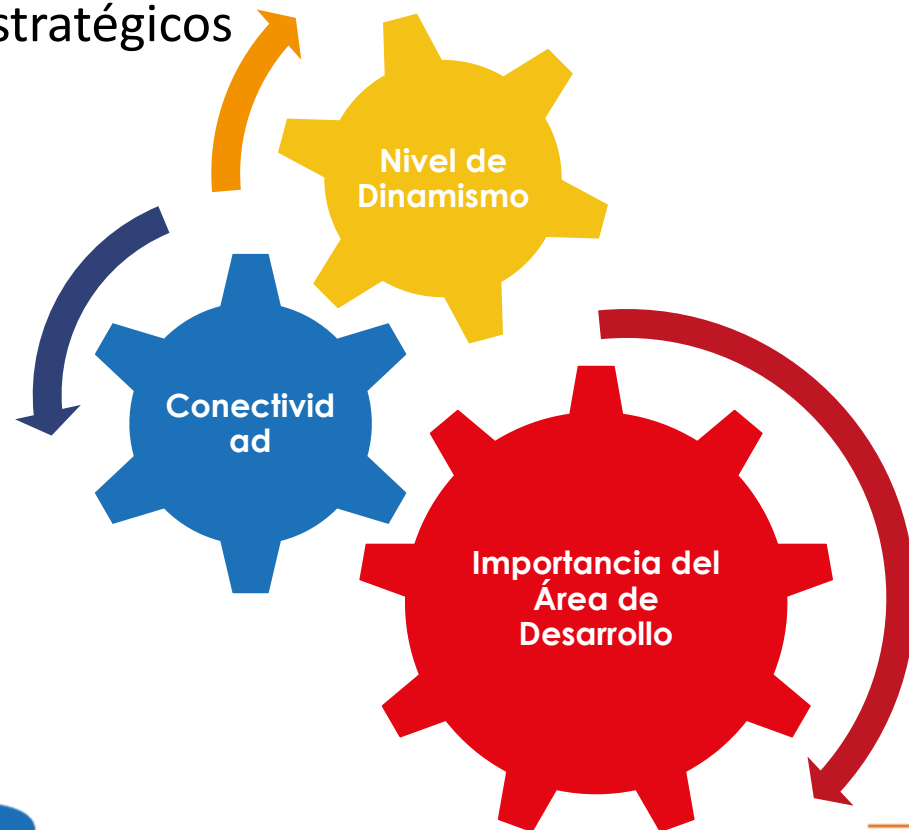 stratégicos
Nivel de
Dinamismo
Conectivid
ad
Importancia del
Área de
Desarrollo